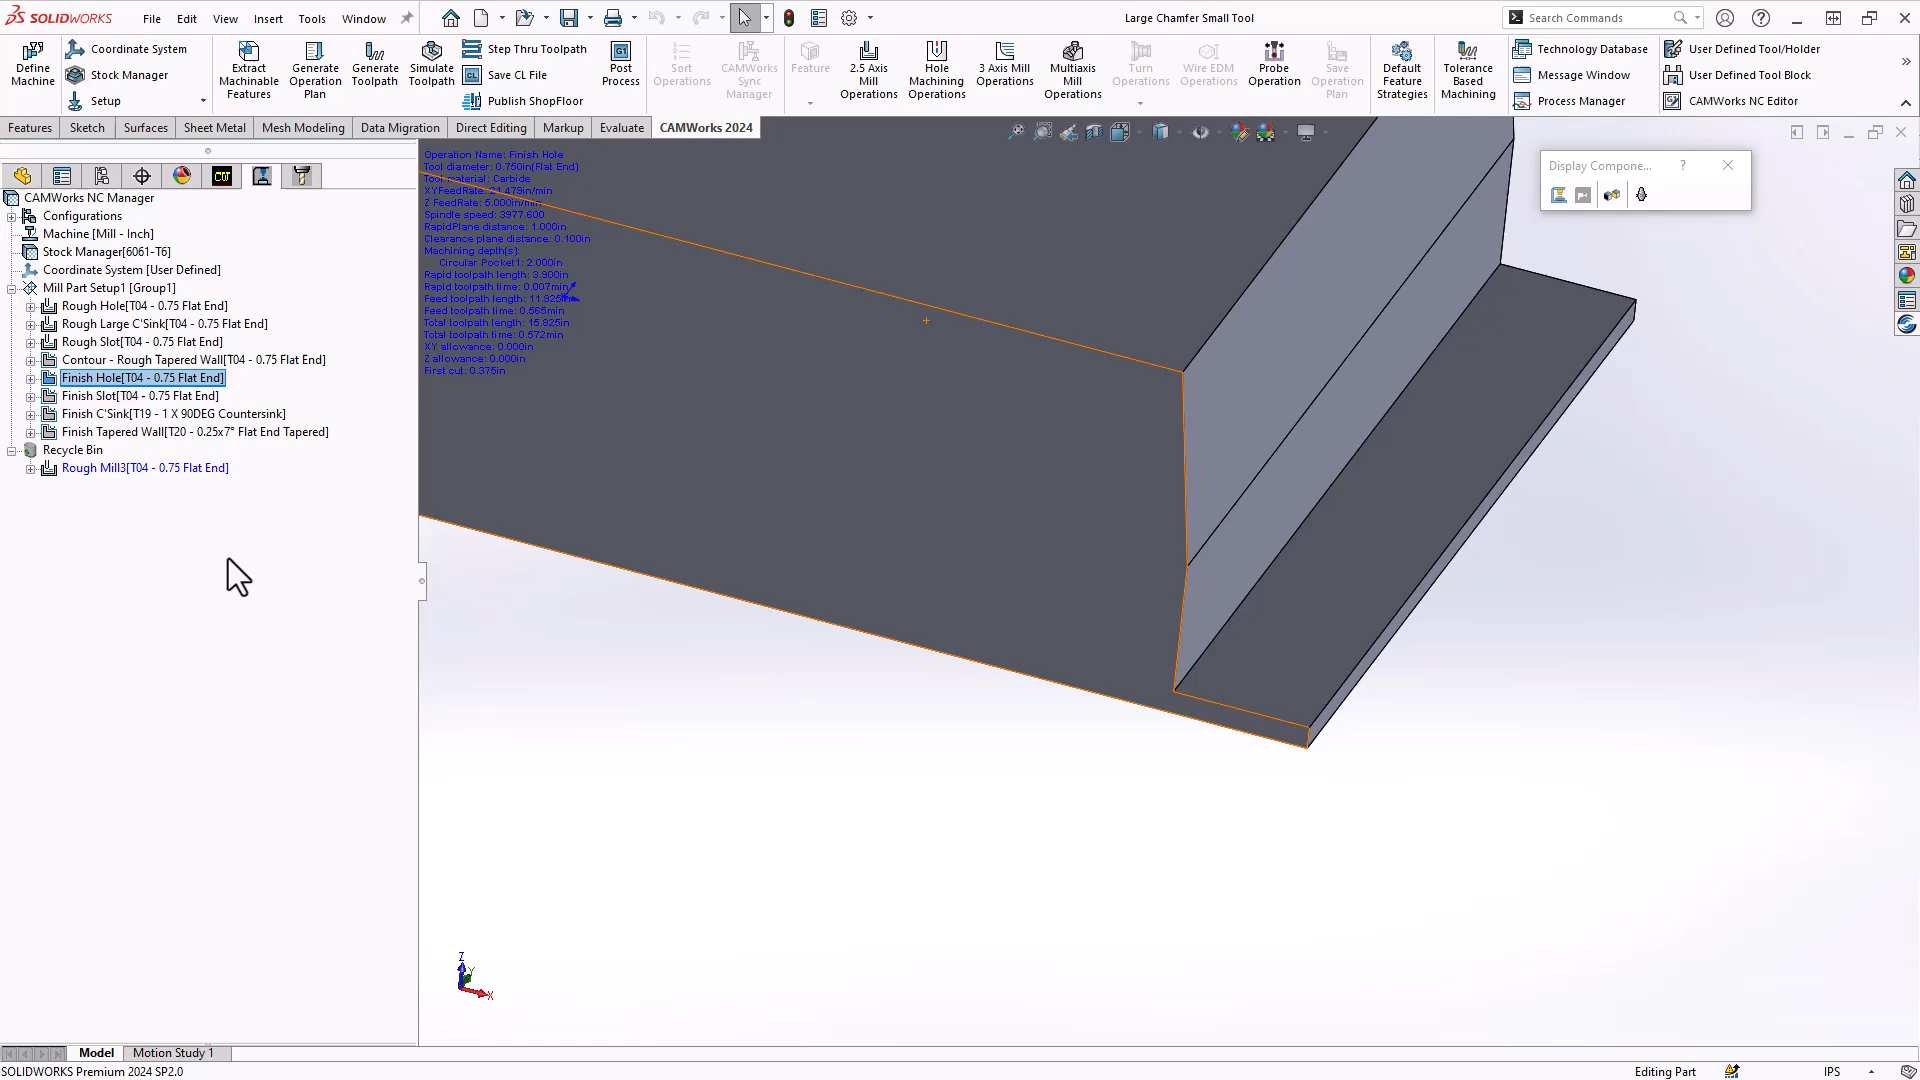 SOLIDWORKS File Edit View Insert Tools Window
Large Chamfer Small Tool
Search Commands
Define Machine
Coordinate System
Stock Manager
Setup
Extract Machinable Features
Generate Operation Plan
Generate Toolpath
Simulate Toolpath
Step Thru Toolpath
Save CL File
Publish ShopFloor
Post Process
Sort Operations
CAMWorks Sync Manager
Feature
2.5 Axis Mill Operations
Hole Machining Operations
3 Axis Mill Operations
Multiaxis Mill Operations
Turn Operations
Wire EDM Operations
Probe Operation
Save Operation Plan
Default Feature Strategies
Tolerance Based Machining
Technology Database
Message Window
Process Manager
User Defined Tool/Holder
User Defined Tool Block
CAMWorks NC Editor
Features Sketch Surfaces Sheet Metal Mesh Modeling Data Migration Direct Editing Markup Evaluate CAMWorks 2024
CAMWorks NC Manager
Configurations
Machine [Mill - Inch]
Stock Manager[6061-T6]
Coordinate System [User Defined]
Mill Part Setup1 [Group1]
Rough Hole[T04 - 0.75 Flat End]
Rough Large C'Sink[T04 - 0.75 Flat End]
Rough Slot[T04 - 0.75 Flat End]
Contour - Rough Tapered Wall[T04 - 0.75 Flat End]
Finish Hole[T04 - 0.75 Flat End]
Finish Slot[T04 - 0.75 Flat End]
Finish C'Sink[T19 - 1 X 90DEG Countersink]
Finish Tapered Wall[T20 - 0.25x7° Flat End Tapered]
Recycle Bin
Rough Mill3[T04 - 0.75 Flat End]
Operation Name: Finish Hole
Tool diameter: 0.750in(Flat End)
Tool material: Carbide
XYFeedRate: 21.479in/min
Z FeedRate: 5.000in/min
Spindle speed: 3977.600
RapidPlane distance: 1.000in
Clearance plane distance: 0.100in
Machining depth(s):
Circular Pocket1: 2.000in
Rapid toolpath length: 3.900in
Rapid toolpath time: 0.007min
Feed toolpath length: 11.925in
Feed toolpath time: 0.565min
Total toolpath length: 15.825in
Total toolpath time: 0.572min
XY allowance: 0.000in
Z allowance: 0.000in
First cut: 0.375in
Display Compone... ?
Z
Y
X
Model Motion Study 1
SOLIDWORKS Premium 2024 SP2.0
Editing Part
IPS